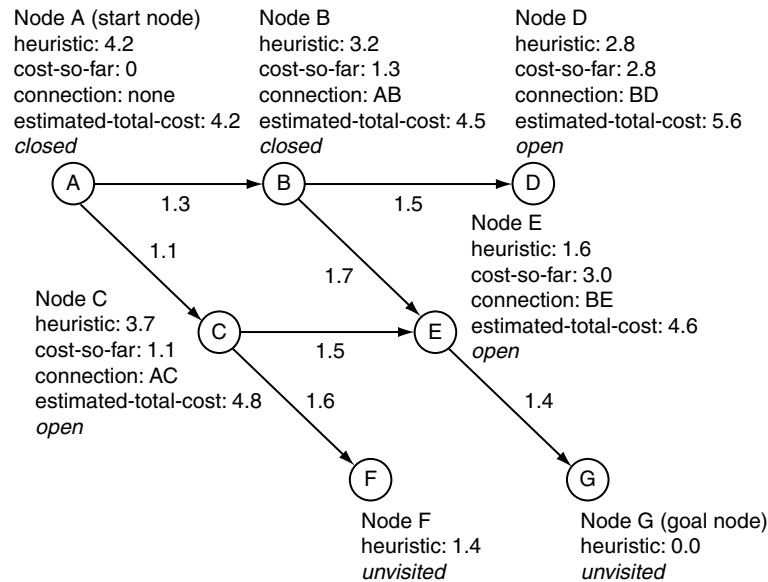 Node A (start node)
heuristic: 4.2
cost-so-far: 0
connection: none
estimated-total-cost: 4.2
closed
Node B
heuristic: 3.2
cost-so-far: 1.3
connection: AB
estimated-total-cost: 4.5
closed
Node D
heuristic: 2.8
cost-so-far: 2.8
connection: BD
estimated-total-cost: 5.6
open
A
B
D
1.3
1.5
1.1
1.7
Node E
heuristic: 1.6
cost-so-far: 3.0
connection: BE
estimated-total-cost: 4.6
open
Node C
heuristic: 3.7
cost-so-far: 1.1
connection: AC
estimated-total-cost: 4.8
open
C
E
1.5
1.6
1.4
F
G
Node F
heuristic: 1.4
unvisited
Node G (goal node)
heuristic: 0.0
unvisited